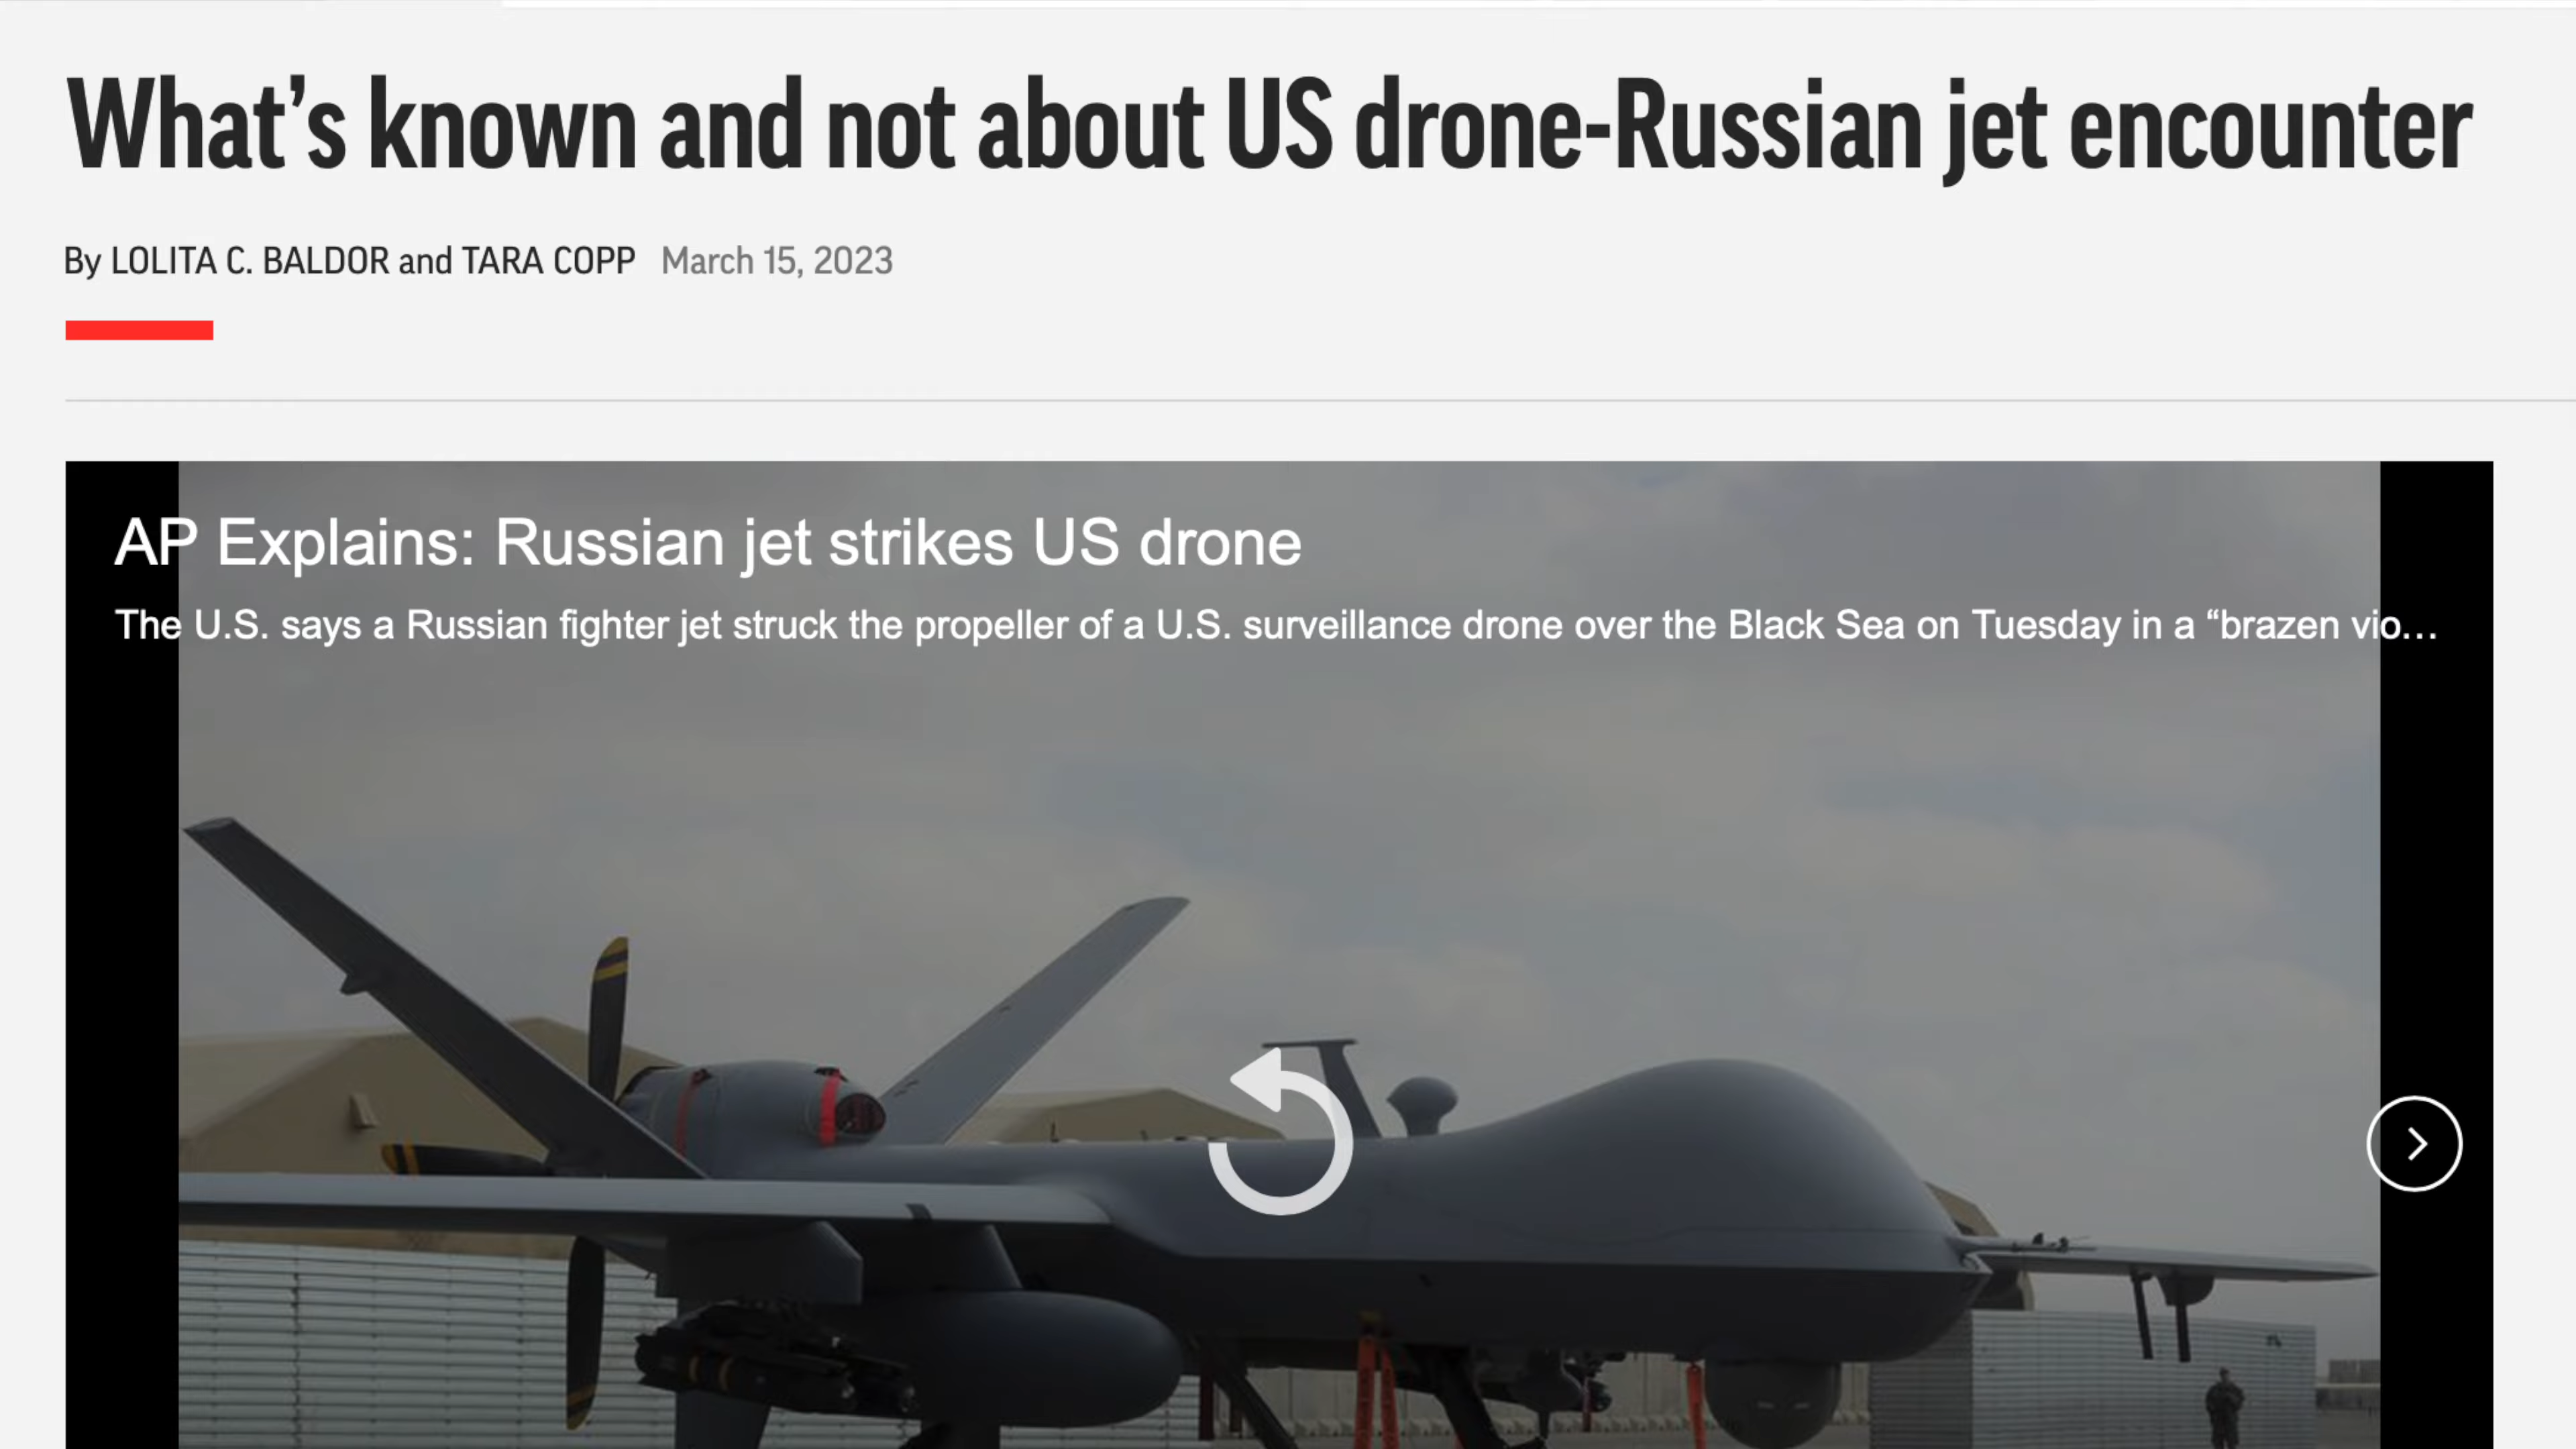 What’s known and not about US drone-Russian jet encounter
By LOLITA C. BALDOR and TARA COPP March 15, 2023
AP Explains: Russian jet strikes US drone
The U.S. says a Russian fighter jet struck the propeller of a U.S. surveillance drone over the Black Sea on Tuesday in a “brazen vio...